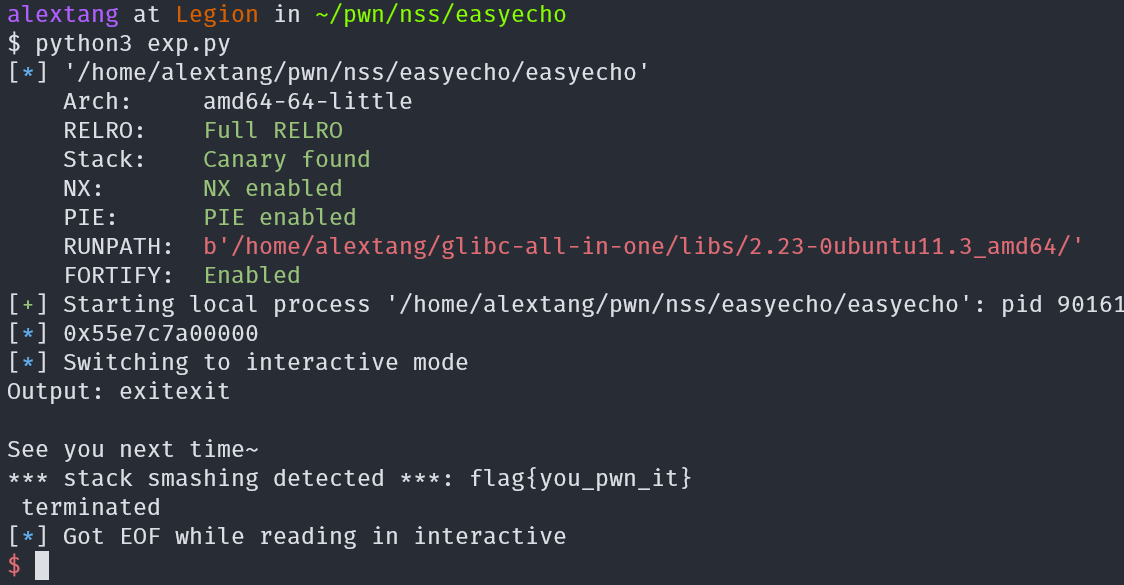 alextang at Legion in ~/pwn/nss/easyecho
$ python3 exp.py
[*] '/home/alextang/pwn/nss/easyecho/easyecho'
    Arch:     amd64-64-little
    RELRO:    Full RELRO
    Stack:    Canary found
    NX:       NX enabled
    PIE:      PIE enabled
    RUNPATH:  b'/home/alextang/glibc-all-in-one/libs/2.23-0ubuntu11.3_amd64/'
    FORTIFY:  Enabled
[+] Starting local process '/home/alextang/pwn/nss/easyecho/easyecho': pid 90161
[*] 0x55e7c7a00000
[*] Switching to interactive mode
Output: exitexit
See you next time~
*** stack smashing detected ***: flag{you_pwn_it}
 terminated
[*] Got EOF while reading in interactive
$